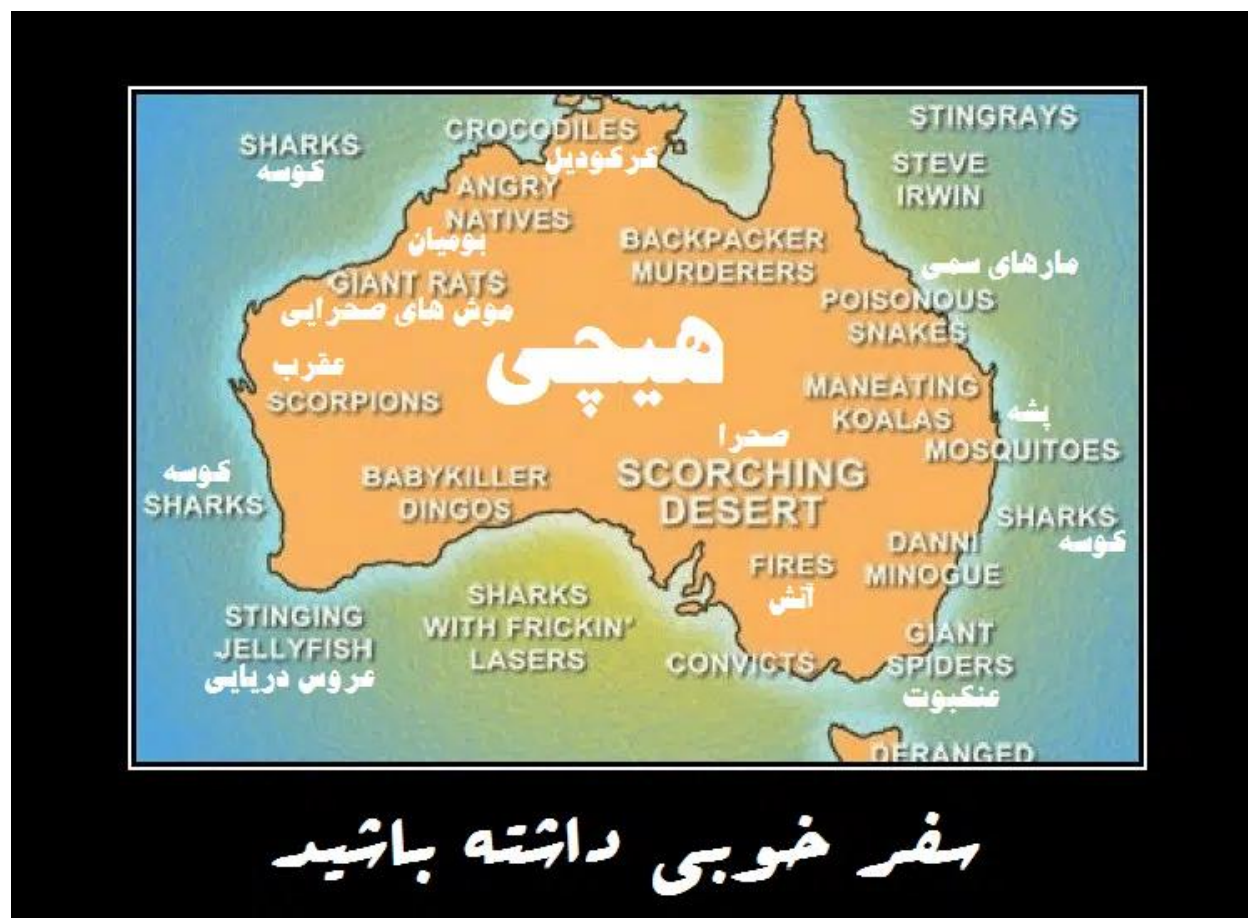 STINGRAYS
CROCODILES
SHARKS
کوسه
کرکودیل
STEVE
IRWIN
ANGRY
NATIVES
بومیان
BACKPACKER
MURDERERS
مارهای سمی
GIANT RATS
موش های صحرایی
POISONOUS
SNAKES
هیچی
عقرب
SCORPIONS
MANEATING
KOALAS
پشه
MOSQUITOES
صحرا
SCORCHING
DESERT
کوسه
SHARKS
BABYKILLER
DINGOS
SHARKS
کوسه
DANNI
MINOGUE
FIRES
آتش
STINGING
JELLYFISH
عروس دریایی
SHARKS
WITH FRICKIN'
LASERS
CONVICTS
GIANT
SPIDERS
عنکبوت
DERANGED
سفر خوبی داشته باشید